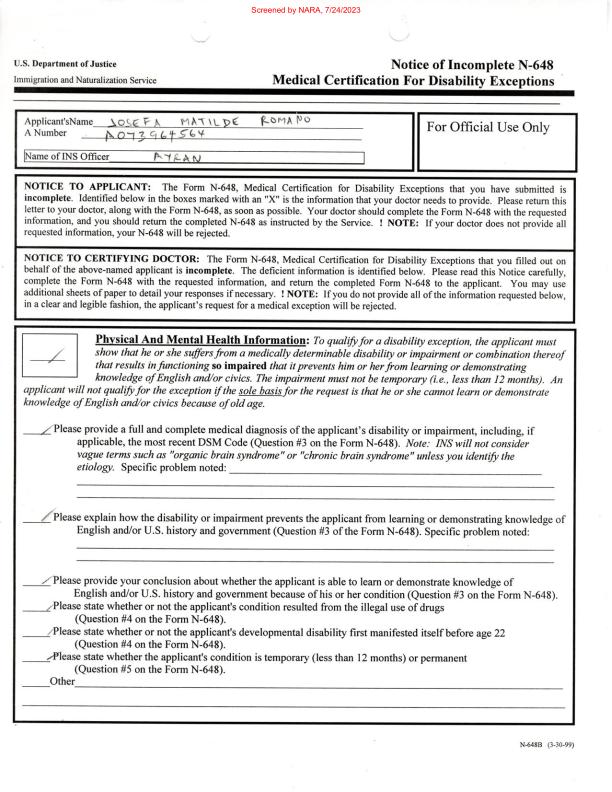 Screened by NARA, 7/24/2023
U.S. Department of Justice
Immigration and Naturalization Service
Notice of Incomplete N-648
Medical Certification For Disability Exceptions
Applicant'sName JOSEFA MATILDE ROMANO
A Number A073964564
Name of INS Officer AYRAN
For Official Use Only
NOTICE TO APPLICANT: The Form N-648, Medical Certification for Disability Exceptions that you have submitted is
incomplete. Identified below in the boxes marked with an "X" is the information that your doctor needs to provide. Please return this
letter to your doctor, along with the Form N-648, as soon as possible. Your doctor should complete the Form N-648 with the requested
information, and you should return the completed N-648 as instructed by the Service. ! NOTE: If your doctor does not provide all
requested information, your N-648 will be rejected.
NOTICE TO CERTIFYING DOCTOR: The Form N-648, Medical Certification for Disability Exceptions that you filled out on
behalf of the above-named applicant is incomplete. The deficient information is identified below. Please read this Notice carefully,
complete the Form N-648 with the requested information, and return the completed Form N-648 to the applicant. You may use
additional sheets of paper to detail your responses if necessary. ! NOTE: If you do not provide all of the information requested below,
in a clear and legible fashion, the applicant's request for a medical exception will be rejected.
Physical And Mental Health Information: To qualify for a disability exception, the applicant must
show that he or she suffers from a medically determinable disability or impairment or combination thereof
that results in functioning so impaired that it prevents him or her from learning or demonstrating
knowledge of English and/or civics. The impairment must not be temporary (i.e., less than 12 months). An
applicant will not qualify for the exception if the sole basis for the request is that he or she cannot learn or demonstrate
knowledge of English and/or civics because of old age.
Please provide a full and complete medical diagnosis of the applicant's disability or impairment, including, if
applicable, the most recent DSM Code (Question #3 on the Form N-648). Note: INS will not consider
vague terms such as "organic brain syndrome" or "chronic brain syndrome" unless you identify the
etiology. Specific problem noted:
Please explain how the disability or impairment prevents the applicant from learning or demonstrating knowledge of
English and/or U.S. history and government (Question #3 of the Form N-648). Specific problem noted:
Please provide your conclusion about whether the applicant is able to learn or demonstrate knowledge of
English and/or U.S. history and government because of his or her condition (Question #3 on the Form N-648).
Please state whether or not the applicant's condition resulted from the illegal use of drugs
(Question #4 on the Form N-648).
Please state whether or not the applicant's developmental disability first manifested itself before age 22
(Question #4 on the Form N-648).
Please state whether the applicant's condition is temporary (less than 12 months) or permanent
(Question #5 on the Form N-648).
Other
N-648B (3-30-99)